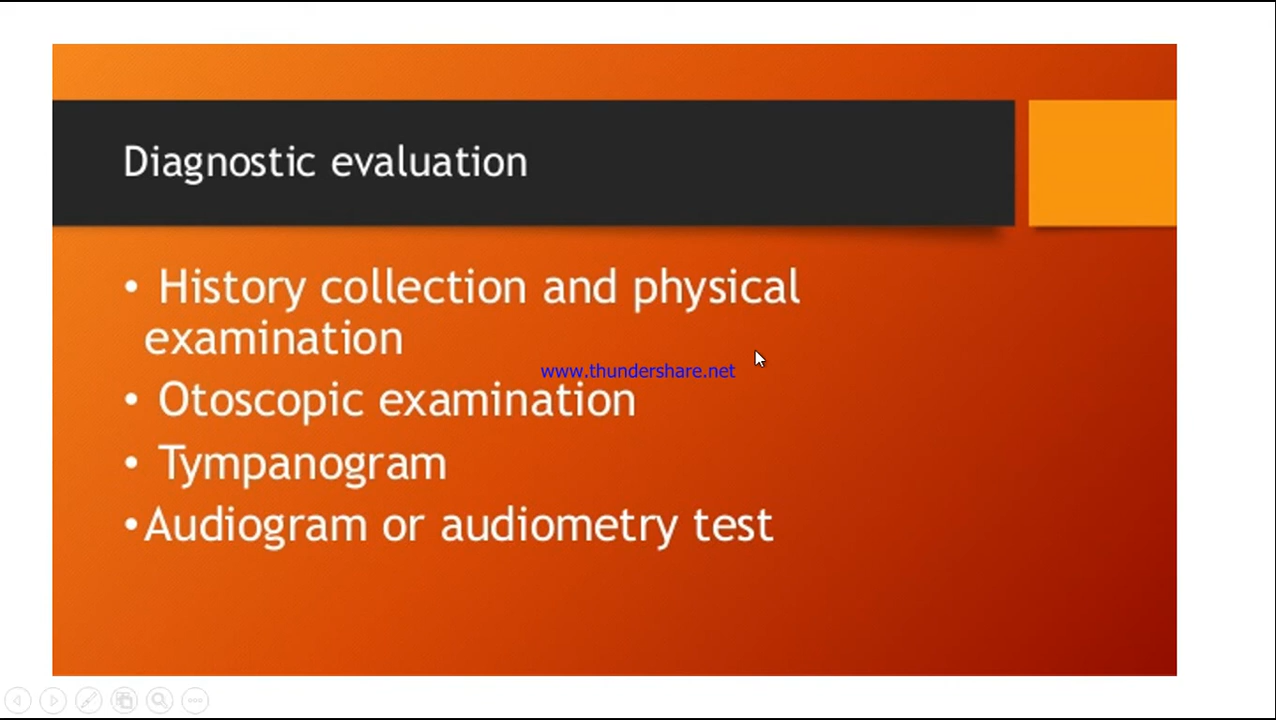 Diagnostic evaluation
• History collection and physical
examination
www.thundershare.net
• Otoscopic examination
• Tympanogram
•Audiogram or audiometry test